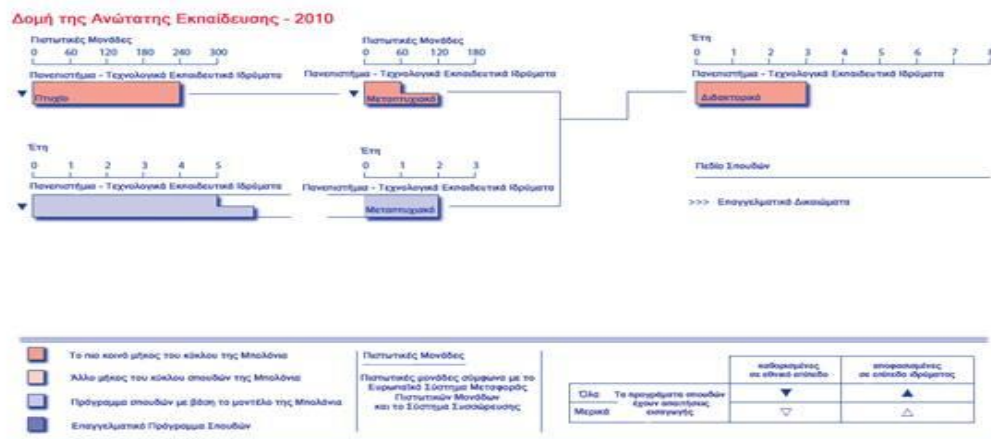 Δομή της Ανώτατης Εκπαίδευσης - 2010
Πιστωτικές Μονάδες
0 60 120 180 240 300
Πανεπιστήμια - Τεχνολογικά Εκπαιδευτικά Ιδρύματα
Πτυχίο
Πιστωτικές Μονάδες
0 60 120 180
Πανεπιστήμια - Τεχνολογικά Εκπαιδευτικά Ιδρύματα
Μεταπτυχιακό
Έτη
0 1 2 3 4 5 6 7 8
Πανεπιστήμια - Τεχνολογικά Εκπαιδευτικά Ιδρύματα
Διδακτορικό
Έτη
0 1 2 3 4 5
Πανεπιστήμια - Τεχνολογικά Εκπαιδευτικά Ιδρύματα
Έτη
0 1 2 3
Πανεπιστήμια - Τεχνολογικά Εκπαιδευτικά Ιδρύματα
Μεταπτυχιακό
Πεδίο Σπουδών
>>> Επαγγελματικά Δικαιώματα
Το πιο κοινό μήκος του κύκλου της Μπολόνια
Άλλο μήκος του κύκλου σπουδών της Μπολόνια
Πρόγραμμα σπουδών με βάση το μοντέλο της Μπολόνια
Επαγγελματικό Πρόγραμμα Σπουδών
Πιστωτικές Μονάδες
Πιστωτικές μονάδες σύμφωνα με το
Ευρωπαϊκό Σύστημα Μεταφοράς
Πιστωτικών Μονάδων
και το Σύστημα Συσσώρευσης
καθορισμένες
σε εθνικό επίπεδο
αποφασισμένες
σε επίπεδο ιδρύματος
Όλα
Μερικά
Τα προγράμματα σπουδών
έχουν απαιτήσεις
εισαγωγής